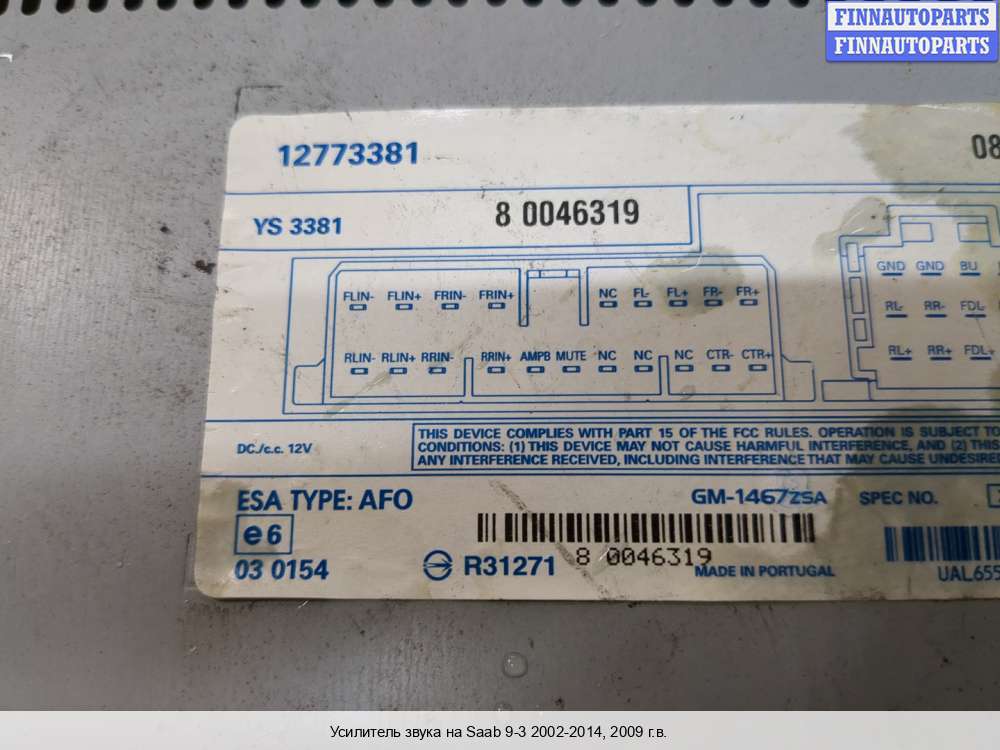 FINNAUTOPARTS
FINNAUTOPARTS
12773381
08
YS 3381
8 0046319
FLIN- FLIN+ FRIN- FRIN+ NC FL- FL+ FR- FR+
RLIN- RLIN+ RRIN- RRIN+ AMPB MUTE NC NC NC CTR- CTR+
GND GND BU
RL- RR- FDL-
RL+ RR+ FDL+
DC./c.c. 12V
THIS DEVICE COMPLIES WITH PART 15 OF THE FCC RULES. OPERATION IS SUBJECT TO
CONDITIONS: (1) THIS DEVICE MAY NOT CAUSE HARMFUL INTERFERENCE, AND (2) THIS
ANY INTERFERENCE RECEIVED, INCLUDING INTERFERENCE THAT MAY CAUSE UNDESIRE
ESA TYPE: AFO
GM-1467ZSA
SPEC NO.
e6
03 0154
R31271
8 0046319
MADE IN PORTUGAL
UAL655
Усилитель звука на Saab 9-3 2002-2014, 2009 г.в.